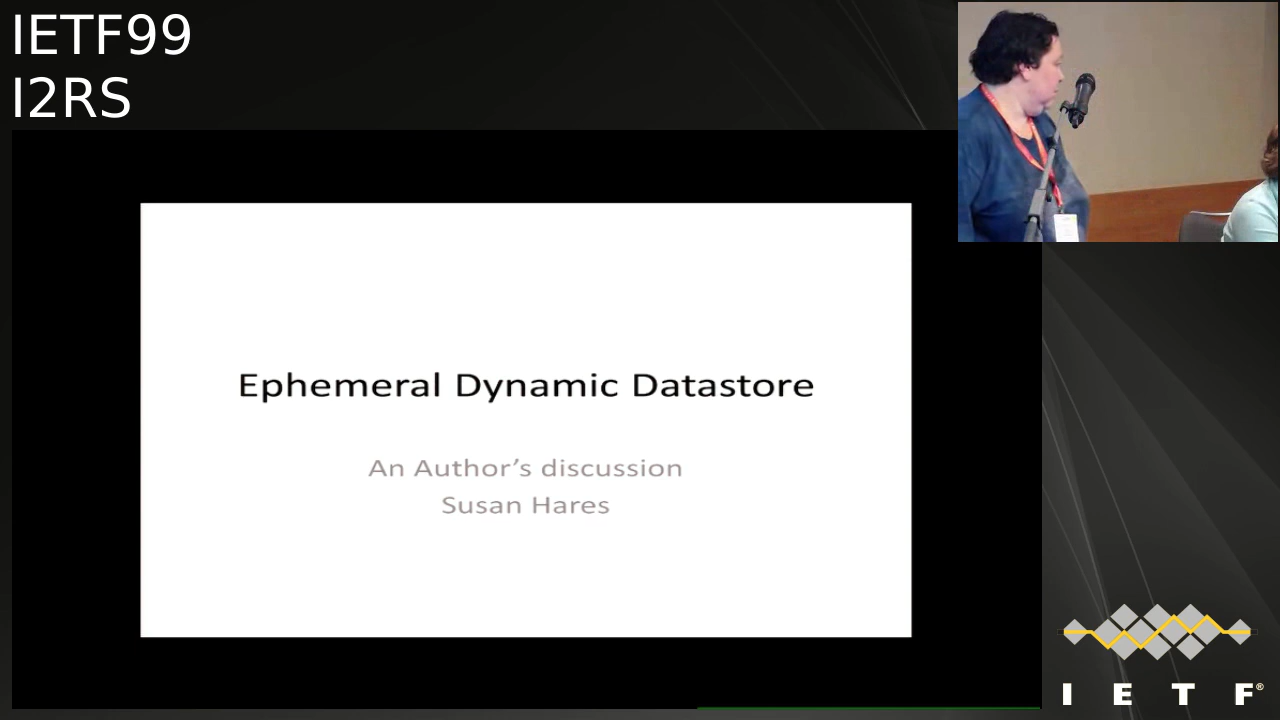 IETF99
I2RS
Ephemeral Dynamic Datastore
An Author’s discussion
Susan Hares
I E T F®